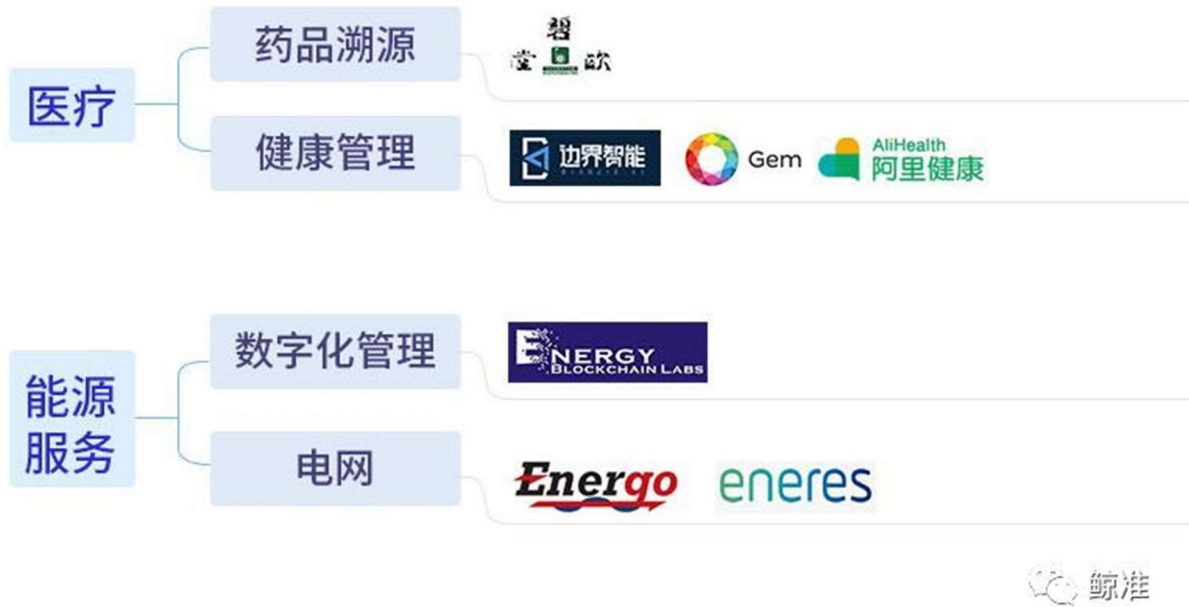 医疗
药品溯源
碧
堂 欧
健康管理
边界智能
Gem
AliHealth
阿里健康
能源
服务
数字化管理
ENERGY
BLOCKCHAIN LABS
电网
Energo
eneres
鲸准